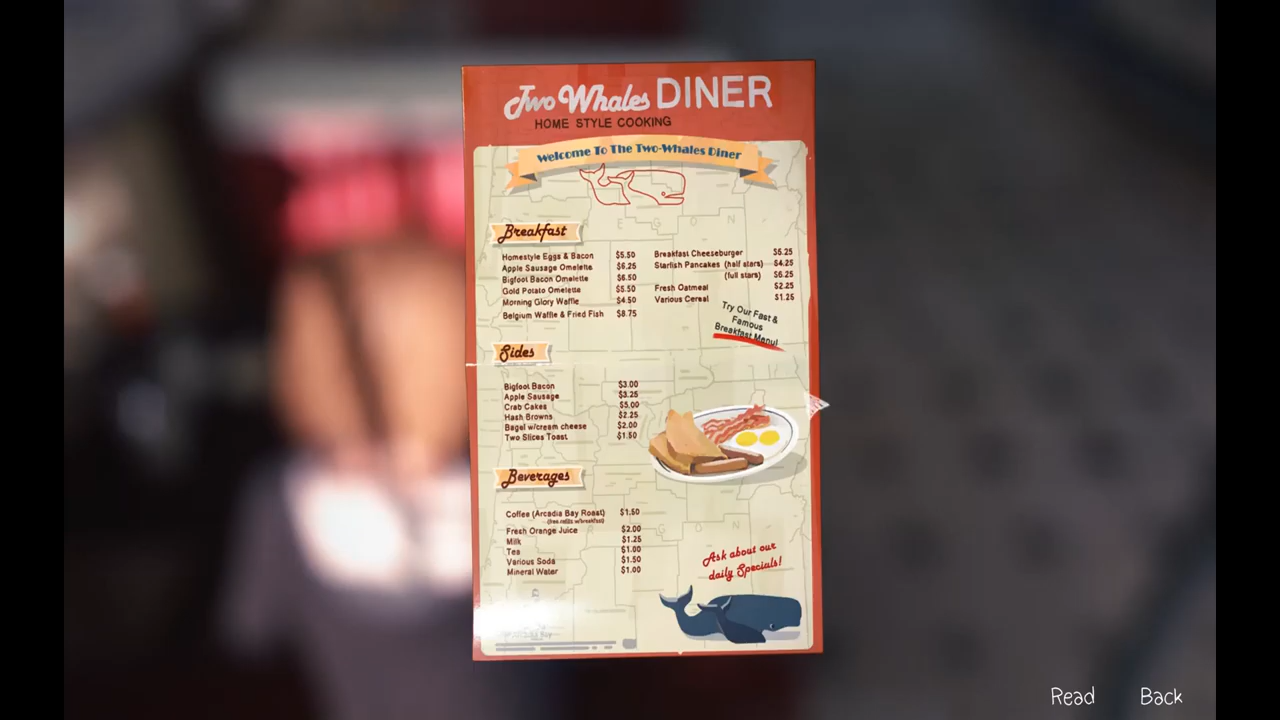 Two Whales DINER
HOME STYLE COOKING
Welcome To The Two-Whales Diner
E G O N
Breakfast
Homestyle Eggs & Bacon $5.50
Apple Sausage Omelette $6.25
Bigfoot Bacon Omelette $6.50
Gold Potato Omelette $5.50
Morning Glory Waffle $4.50
Belgium Waffle & Fried Fish $8.75
Breakfast Cheeseburger $5.25
Starfish Pancakes (half stars) $4.25
(full stars) $6.25
Fresh Oatmeal $2.25
Various Cereal $1.25
Try Our Fast &
Famous
Breakfast Menu!
Sides
Bigfoot Bacon $3.00
Apple Sausage $3.25
Crab Cakes $5.00
Hash Browns $2.25
Bagel w/cream cheese $2.00
Two Slices Toast $1.50
Beverages
Coffee (Arcadia Bay Roast) $1.50
(free refills w/breakfast)
Fresh Orange Juice $2.00
Milk $1.25
Tea $1.00
Various Soda $1.50
Mineral Water $1.00
Ask about our
daily Specials!
Arcadia Bay
Read Back